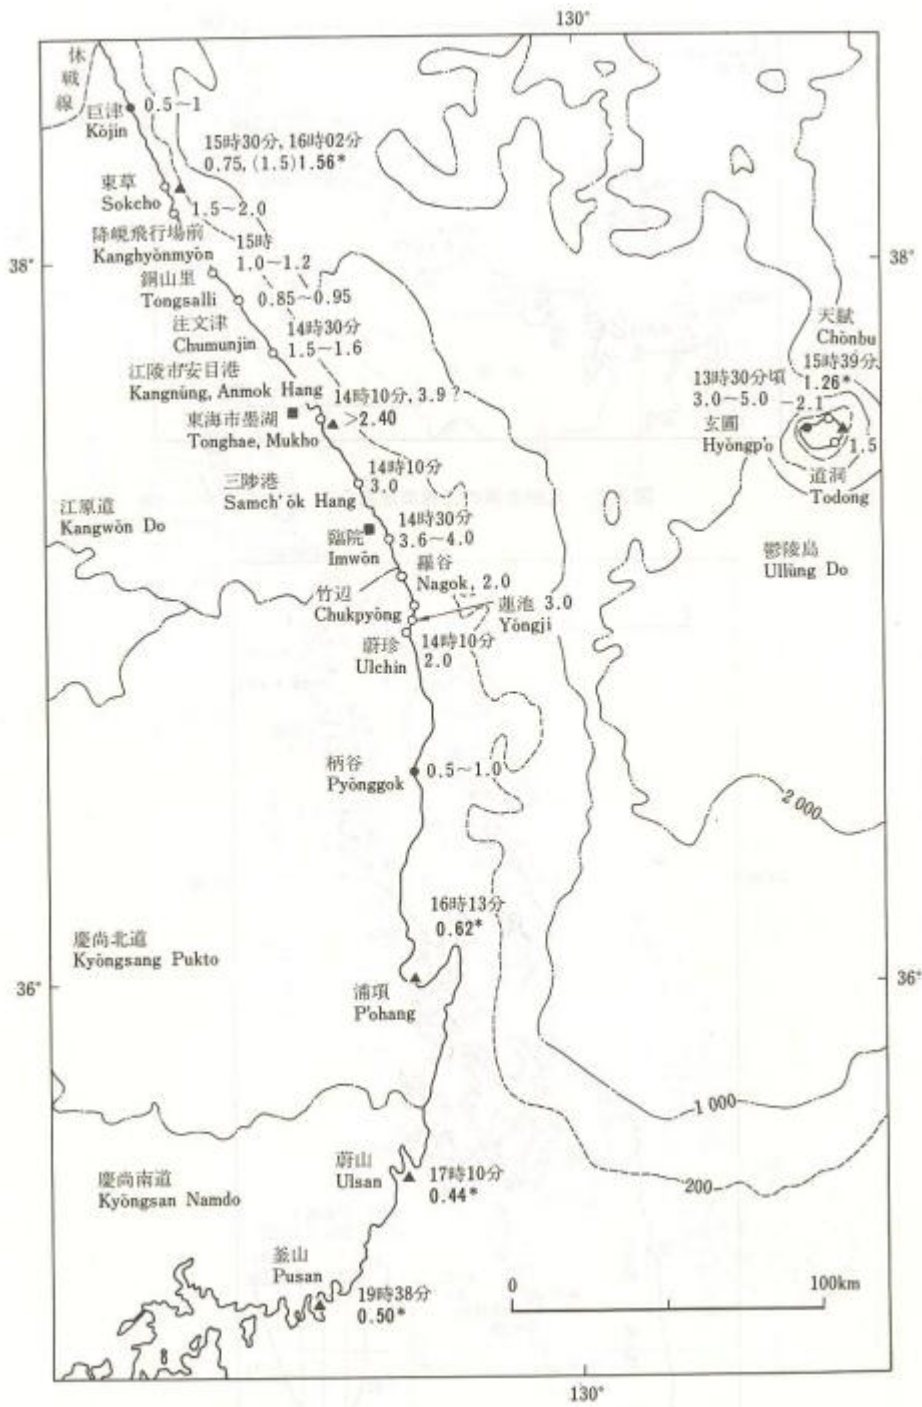 130°
休
戦
線
巨津
Kŏjin
0.5~1
15時30分, 16時02分
0.75, (1.5)1.56*
束草
Sokcho
1.5~2.0
降峴飛行場前
Kanghyŏnmyŏn
15時
1.0~1.2
38°
38°
銅山里
Tongsalli
0.85~0.95
注文津
Chumunjin
14時30分
1.5~1.6
天賦
Chŏnbu
15時39分
1.26*
江陵市安目港
Kangnŭng, Anmok Hang
14時10分, 3.9 ?
>2.40
13時30分頃
3.0~5.0
2.1
東海市墨湖
Tonghae, Mukho
玄圃
Hyŏngp'o
1.5
道洞
Todong
三陟港
Samch'ŏk Hang
14時10分
3.0
江原道
Kangwŏn Do
臨院
Imwŏn
14時30分
3.6~4.0
鬱陵島
Ullŭng Do
羅谷
Nagok, 2.0
竹辺
Chukpyŏng
蓮池 3.0
Yŏngji
蔚珍
Ulchin
14時10分
2.0
柄谷
Pyŏnggok
0.5~1.0
2 000
16時13分
0.62*
慶尚北道
Kyŏngsang Pukto
36°
36°
浦項
P'ohang
1 000
蔚山
Ulsan
17時10分
0.44*
慶尚南道
Kyŏngsan Namdo
200
釜山
Pusan
19時38分
0.50*
0
100km
130°